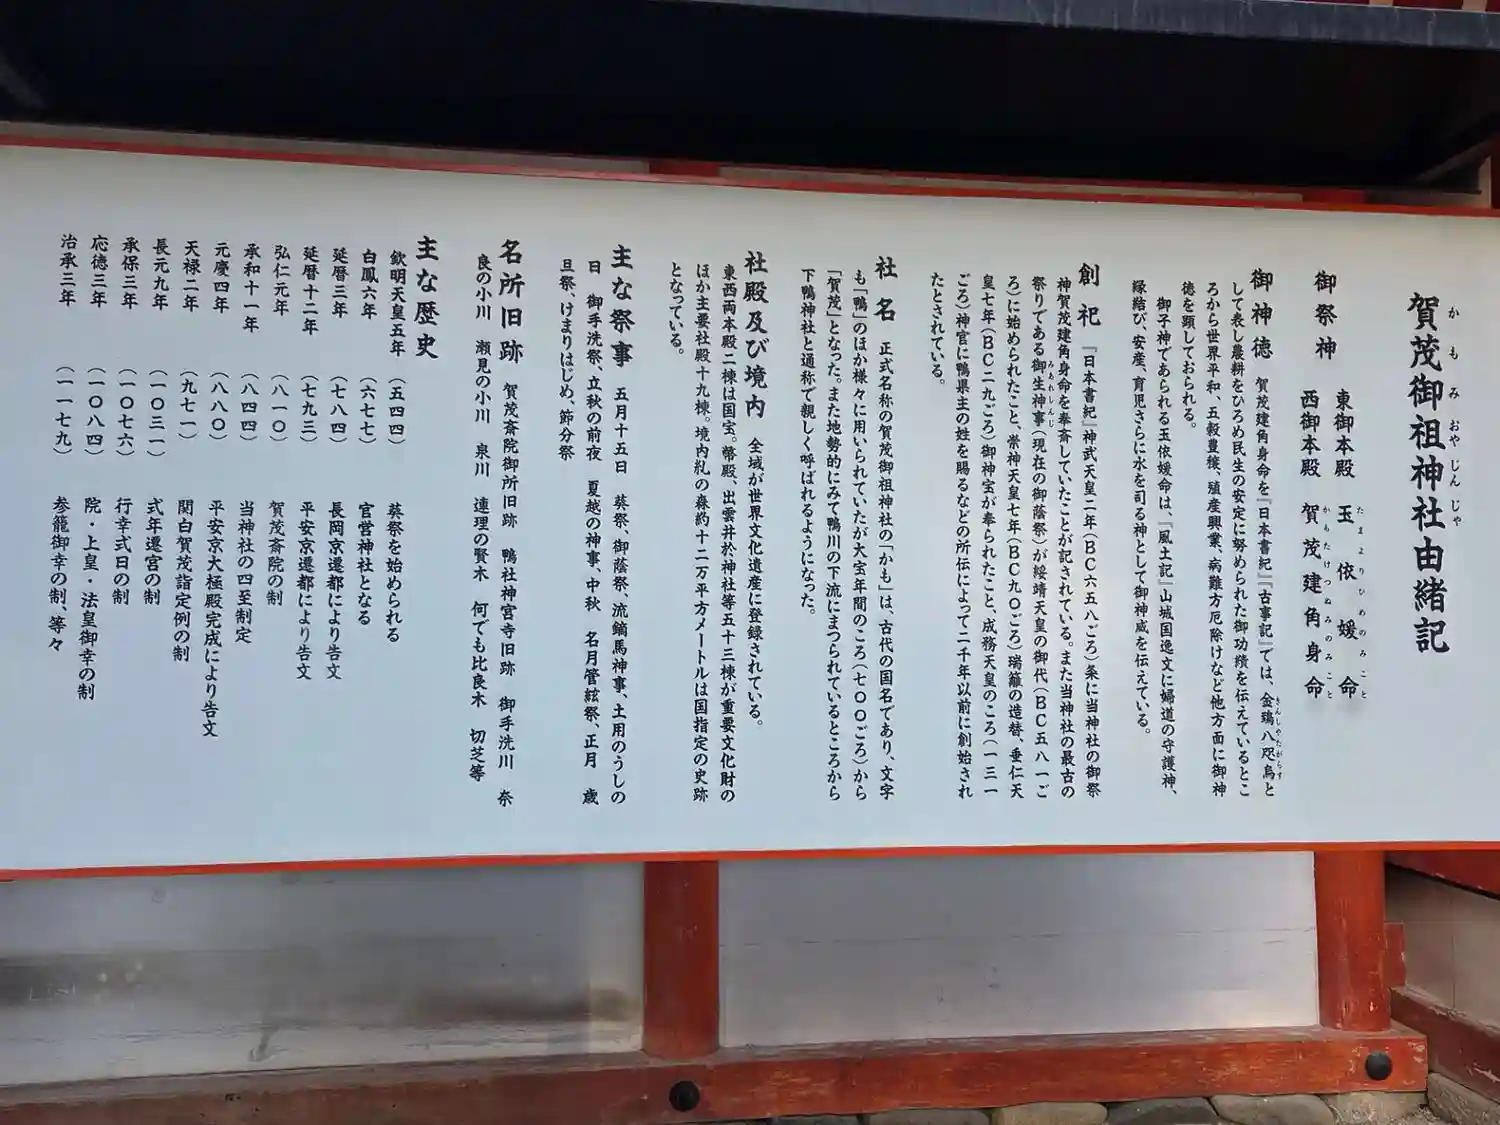 賀茂御祖神社由緒記
かもみおやじんじゃ
御祭神
東御本殿 玉依媛命
たまよりひめのみこと
西御本殿 賀茂建角身命
かもたけつぬみのみこと
御神徳 賀茂建角身命を『日本書紀』『古事記』では、金鵄八咫烏と
きんしやたがらす
して表し農耕をひろめ民生の安定に努められた御功績を伝えているとこ
ろから世界平和、五穀豊穣、殖産興業、病難方厄除けなど他方面に御神
徳を顕しておられる。
御子神であられる玉依媛命は、『風土記』山城国逸文に婦道の守護神、
縁結び、安産、育児さらに水を司る神として御神威を伝えている。
創祀 『日本書紀』神武天皇二年(BC六五八ごろ)条に当神社の御祭
神賀茂建角身命を奉斎していたことが記されている。また当神社の最古の
祭りである御生神事(現在の御蔭祭)が綏靖天皇の御代(BC五八一ご
みあれしんじ
ろ)に始められたこと、崇神天皇七年(BC九〇ごろ)瑞籬の造替、垂仁天
皇七年(BC二九ごろ)御神宝が奉られたこと、成務天皇のころ(一三一
ごろ)神官に鴨県主の姓を賜るなどの所伝によって二千年以前に創始され
たとされている。
社名 正式名称の賀茂御祖神社の「かも」は、古代の国名であり、文字
も「鴨」のほか様々に用いられていたが大宝年間のころ(七〇〇ごろ)から
「賀茂」となった。また地勢的にみて鴨川の下流にまつられているところから
下鴨神社と通称で親しく呼ばれるようになった。
社殿及び境内 全域が世界文化遺産に登録されている。
東西両本殿二棟は国宝。幣殿、出雲井於神社等五十三棟が重要文化財の
ほか主要社殿十九棟。境内糺の森約十二万平方メートルは国指定の史跡
となっている。
主な祭事 五月十五日 葵祭、御蔭祭、流鏑馬神事、土用のうしの
日 御手洗祭、立秋の前夜 夏越の神事、中秋 名月管絃祭、正月 歳
旦祭、けまりはじめ、節分祭
名所旧跡 賀茂斎院御所旧跡 鴨社神宮寺旧跡 御手洗川 奈
良の小川 瀬見の小川 泉川 連理の賢木 何でも比良木 切芝等
主な歴史
欽明天皇五年 (五四四) 葵祭を始められる
白鳳六年 (六七七) 官営神社となる
延暦三年 (七八四) 長岡京遷都により告文
延暦十二年 (七九三) 平安京遷都により告文
弘仁元年 (八一〇) 賀茂斎院の制
承和十一年 (八四四) 当神社の四至制定
元慶四年 (八八〇) 平安京大極殿完成により告文
天禄二年 (九七一) 関白賀茂詣定例の制
長元九年 (一〇三一) 式年遷宮の制
承保三年 (一〇七六) 行幸式日の制
応徳三年 (一〇八四) 院・上皇・法皇御幸の制
治承三年 (一一七九) 参籠御幸の制、等々